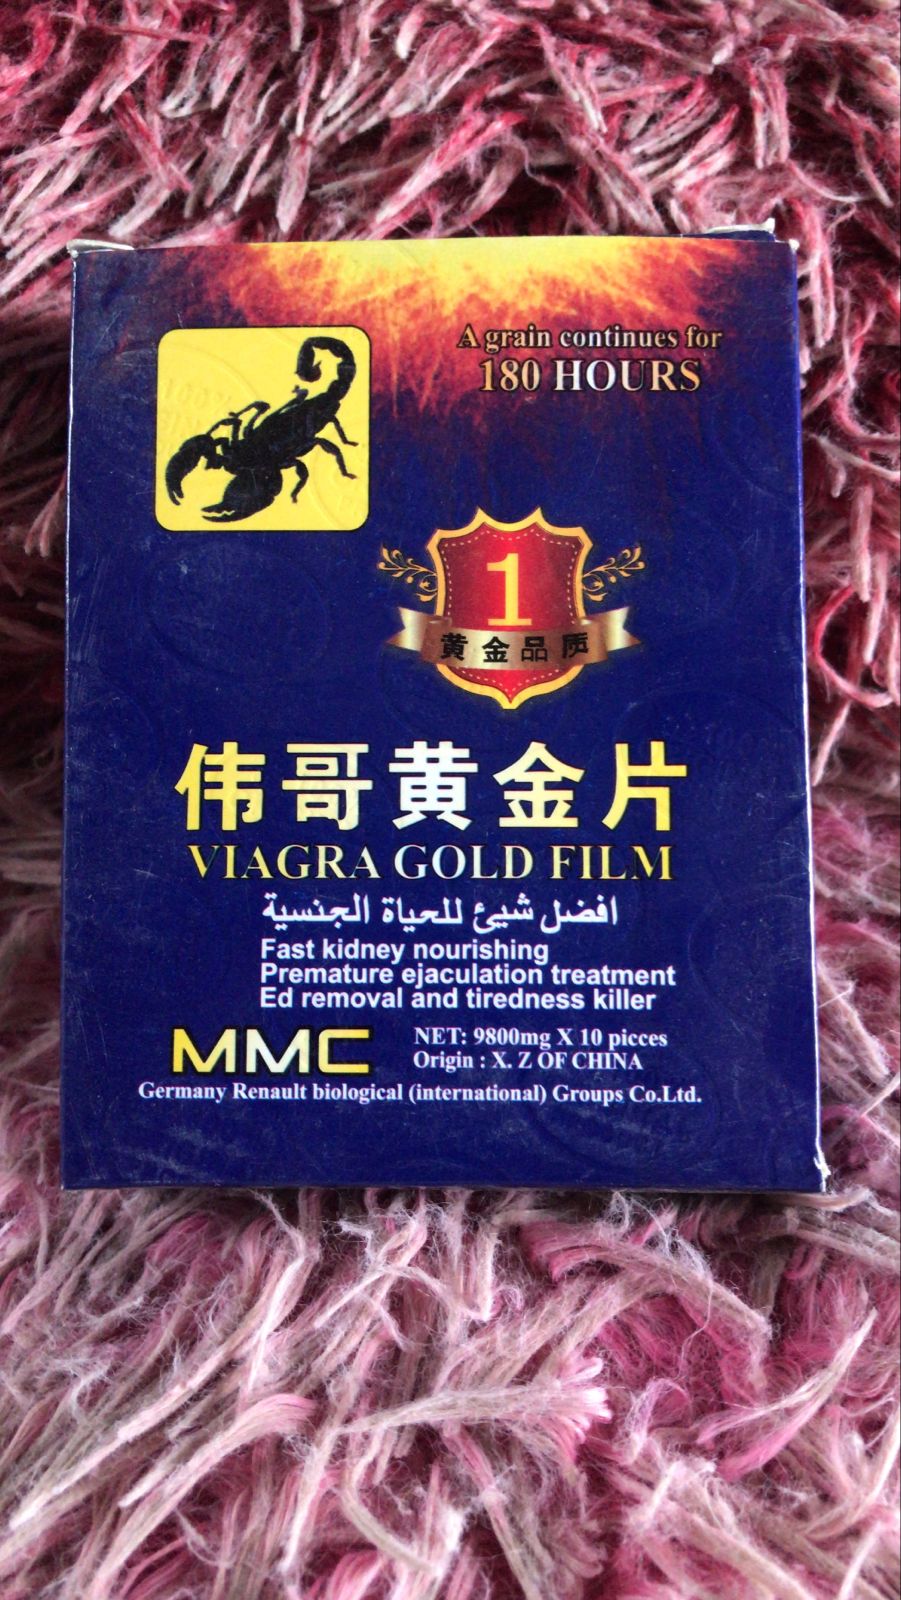 A grain continues for
180 HOURS
1
黄金品质
伟哥黄金片
VIAGRA GOLD FILM
افضل شيئ للحياة الجنسية
Fast kidney nourishing
Premature ejaculation treatment
Ed removal and tiredness killer
MMC
NET: 9800mg X 10 picces
Origin : X. Z OF CHINA
Germany Renault biological (international) Groups Co.Ltd.